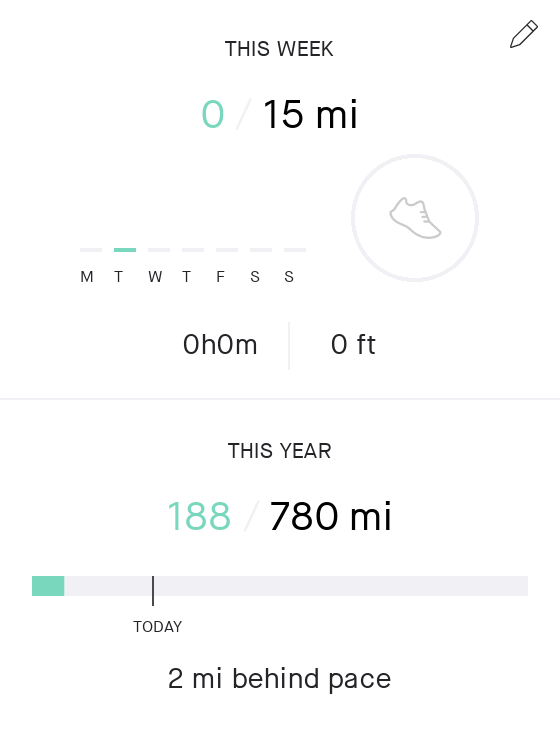 THIS WEEK
0 / 15 mi
M T W T F S S
0h0m
0 ft
THIS YEAR
188 / 780 mi
TODAY
2 mi behind pace